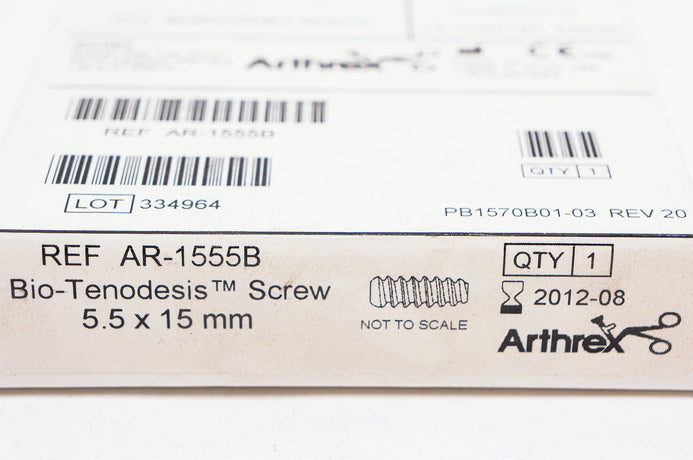 Arthrex
CE
REF AR-1555B
QTY 1
LOT 334964
PB1570B01-03 REV 20
REF AR-1555B
QTY 1
Bio-Tenodesis™ Screw
2012-08
5.5 x 15 mm
NOT TO SCALE
Arthrex